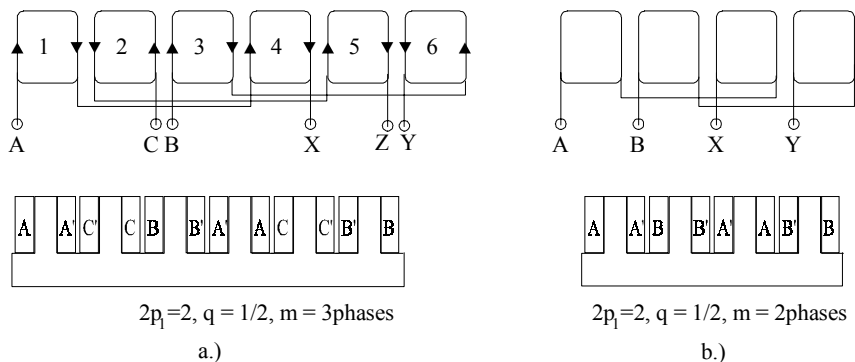 1 2 3 4 5 6
A C B X Z Y
A B X Y
A A' C' C B B' A' A C C' B' B
A A' B B' A' A B' B
2p1=2, q = 1/2, m = 3phases
2p1=2, q = 1/2, m = 2phases
a.)
b.)